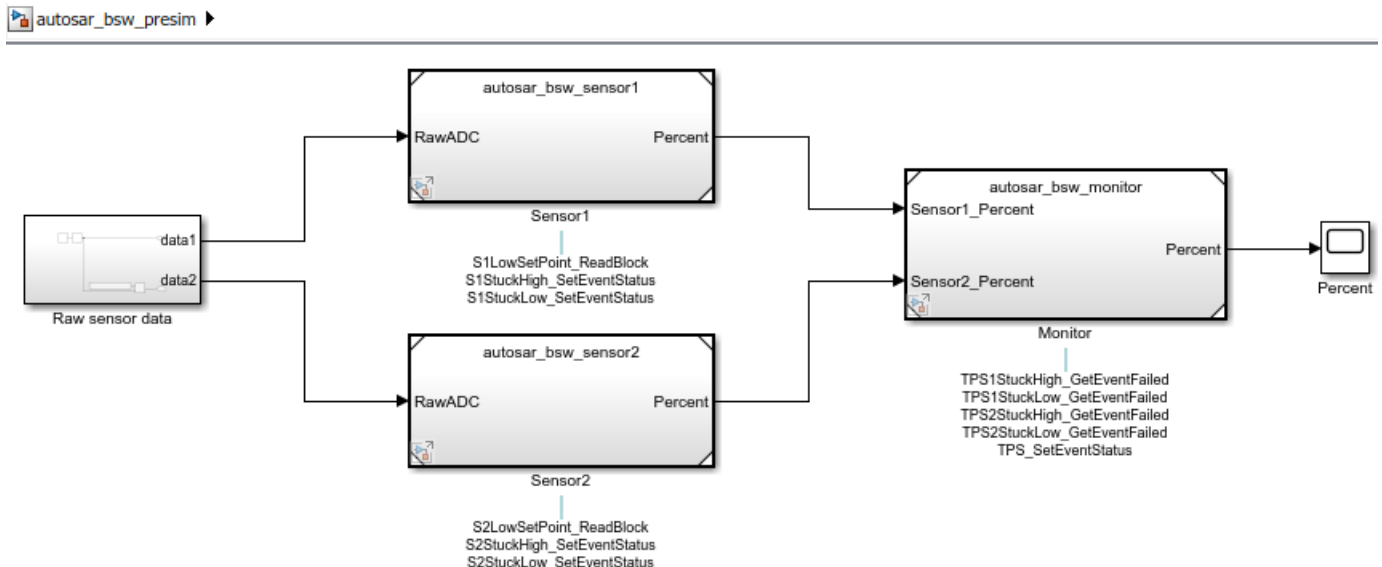 autosar_bsw_presim
autosar_bsw_sensor1
RawADC
Percent
Sensor1
S1LowSetPoint_ReadBlock
S1StuckHigh_SetEventStatus
S1StuckLow_SetEventStatus
data1
data2
Raw sensor data
autosar_bsw_sensor2
RawADC
Percent
Sensor2
S2LowSetPoint_ReadBlock
S2StuckHigh_SetEventStatus
S2StuckLow_SetEventStatus
autosar_bsw_monitor
Sensor1_Percent
Sensor2_Percent
Percent
Monitor
TPS1StuckHigh_GetEventFailed
TPS1StuckLow_GetEventFailed
TPS2StuckHigh_GetEventFailed
TPS2StuckLow_GetEventFailed
TPS_SetEventStatus
Percent